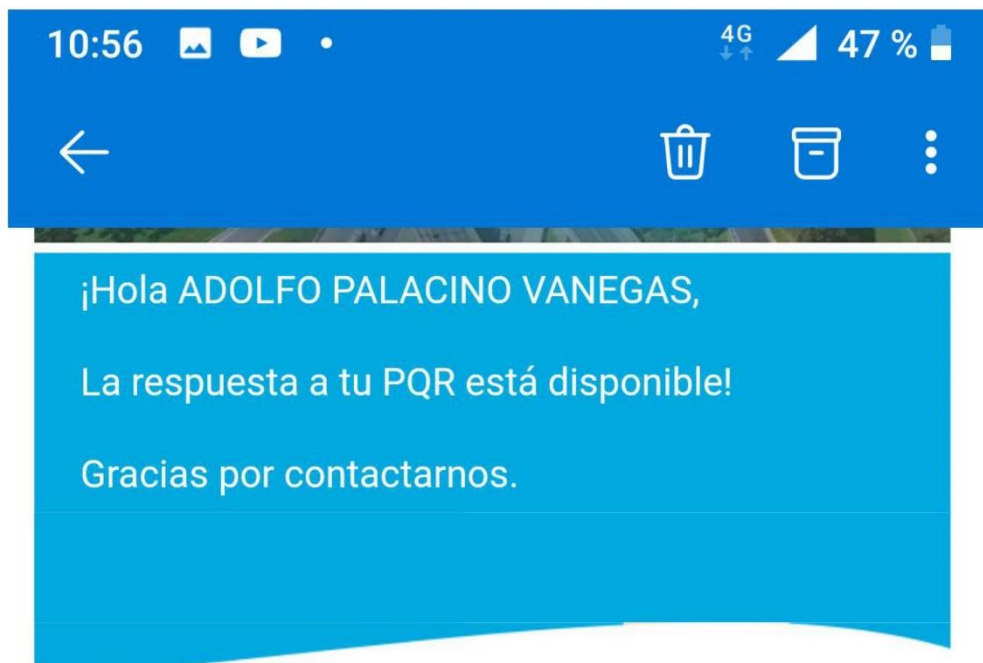 10:56
4G
47 %
¡Hola ADOLFO PALACINO VANEGAS,
La respuesta a tu PQR está disponible!
Gracias por contactarnos.